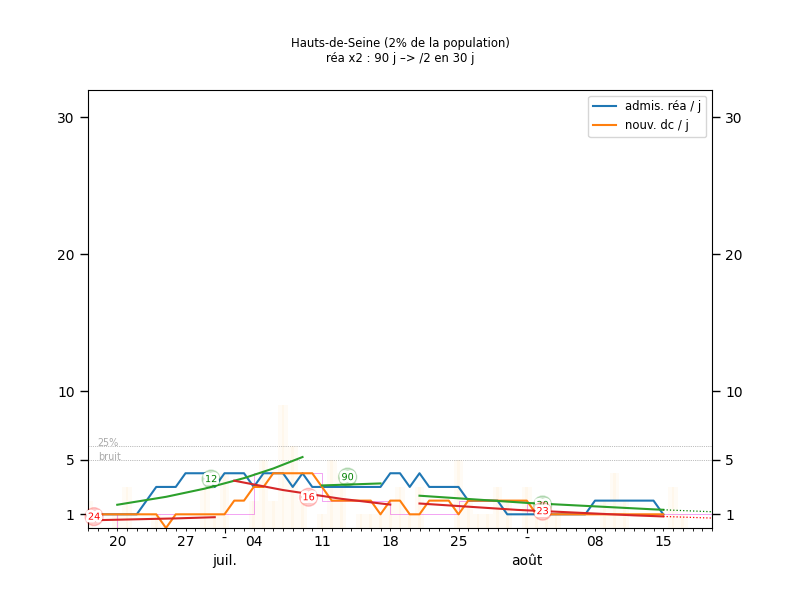 Hauts-de-Seine (2% de la population)
réa x2 : 90 j –> /2 en 30 j
admis. réa / j
nouv. dc / j
30 30
20 20
10 10
25%
bruit
5 5
1 1
12
90
16
24
23
20 27 - 04 11 18 25 - 08 15
juil. août